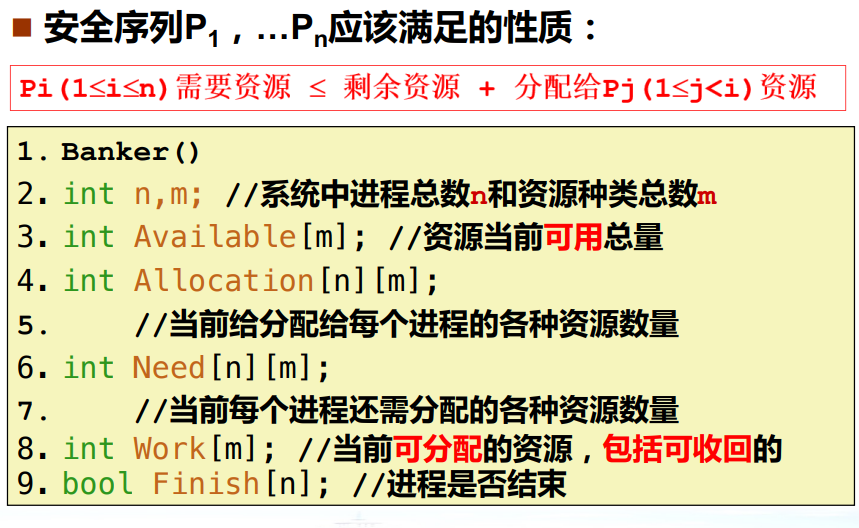 ■ 安全序列P1，…Pn应该满足的性质：
Pi(1≤i≤n)需要资源 ≤ 剩余资源 + 分配给Pj(1≤j<i)资源
1. Banker()
2. int n,m; //系统中进程总数n和资源种类总数m
3. int Available[m]; //资源当前可用总量
4. int Allocation[n][m];
5. //当前给分配给每个进程的各种资源数量
6. int Need[n][m];
7. //当前每个进程还需分配的各种资源数量
8. int Work[m]; //当前可分配的资源，包括可收回的
9. bool Finish[n]; //进程是否结束